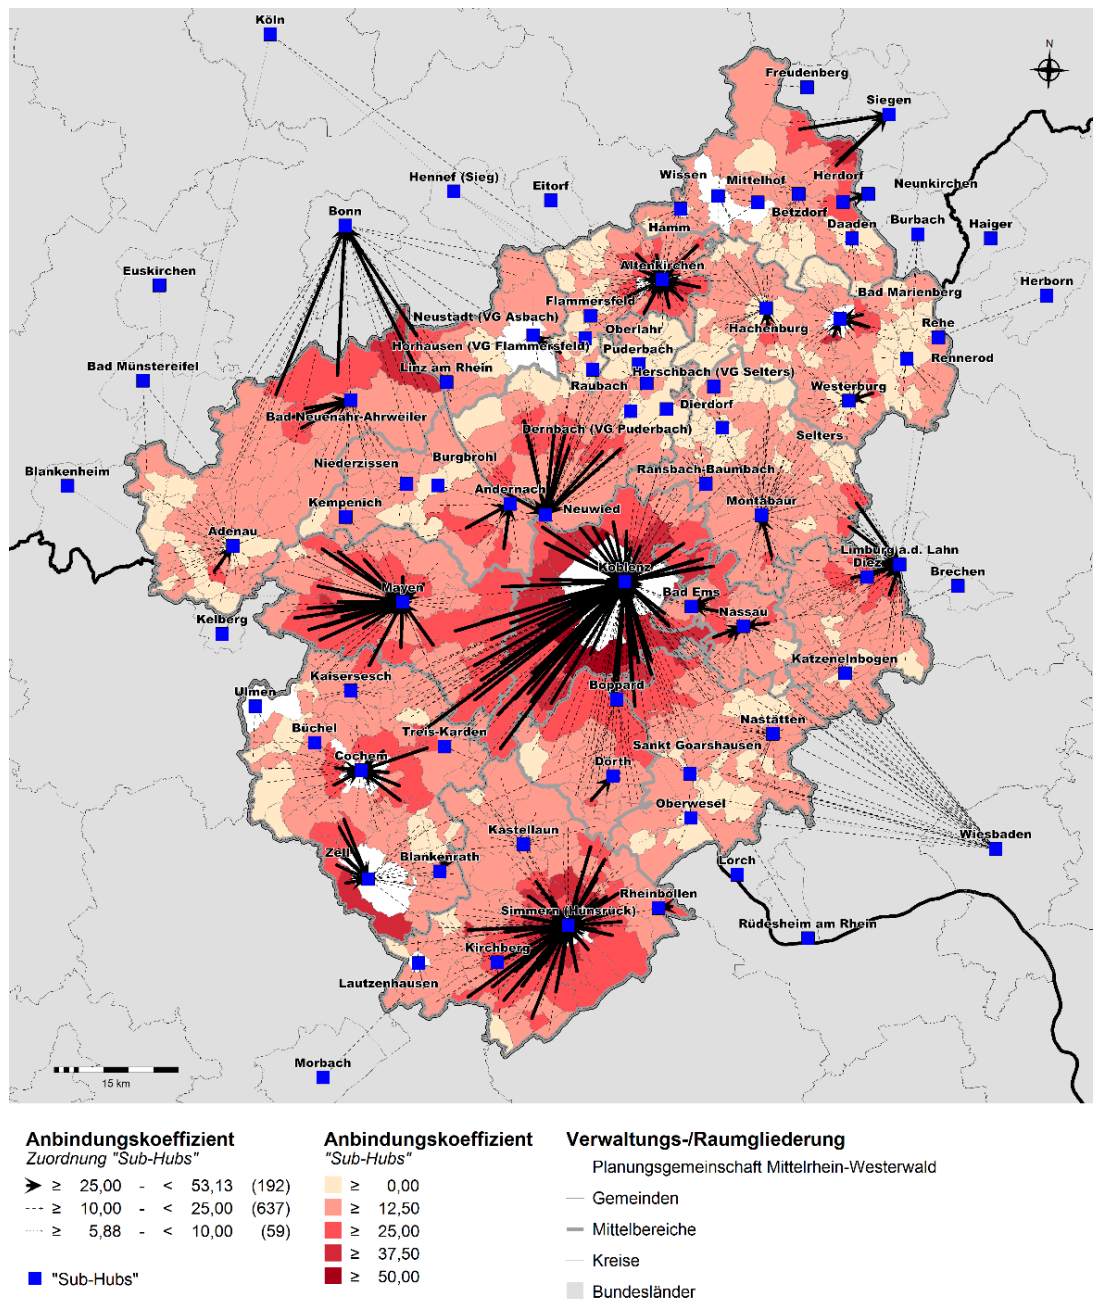 Köln
N
Freudenberg
Siegen
Hennef (Sieg)
Eitorf
Wissen
Mittelhof
Herdorf
Neunkirchen
Bonn
Betzdorf
Hamm
Daaden
Burbach
Haiger
Euskirchen
Altenkirchen
Herborn
Bad Marienberg
Flammersfeld
Neustadt (VG Asbach)
Hachenburg
Oberlahr
Rehe
Horhausen (VG Flammersfeld)
Puderbach
Rennerod
Bad Münstereifel
Linz am Rhein
Herschbach (VG Selters)
Raubach
Westerburg
Bad Neuenahr-Ahrweiler
Dierdorf
Dernbach (VG Puderbach)
Selters
Niederzissen
Burgbrohl
Blankenheim
Ransbach-Baumbach
Andernach
Kempenich
Neuwied
Montabaur
Adenau
Limburg a.d. Lahn
Koblenz
Diez
Brechen
Mayen
Bad Ems
Nassau
Kelberg
Katzenelnbogen
Kaisersesch
Boppard
Ulmen
Nastätten
Büchel
Treis-Karden
Sankt Goarshausen
Cochem
Dörth
Oberwesel
Kastellaun
Wiesbaden
Zell
Blankenrath
Lorch
Rheinböllen
Simmern (Hunsrück)
Rüdesheim am Rhein
Kirchberg
Lautzenhausen
Morbach
15 km
Anbindungskoeffizient
Zuordnung "Sub-Hubs"
≥ 25,00 - < 53,13 (192)
≥ 10,00 - < 25,00 (637)
≥ 5,88 - < 10,00 (59)
"Sub-Hubs"
Anbindungskoeffizient
"Sub-Hubs"
≥ 0,00
≥ 12,50
≥ 25,00
≥ 37,50
≥ 50,00
Verwaltungs-/Raumgliederung
Planungsgemeinschaft Mittelrhein-Westerwald
Gemeinden
Mittelbereiche
Kreise
Bundesländer